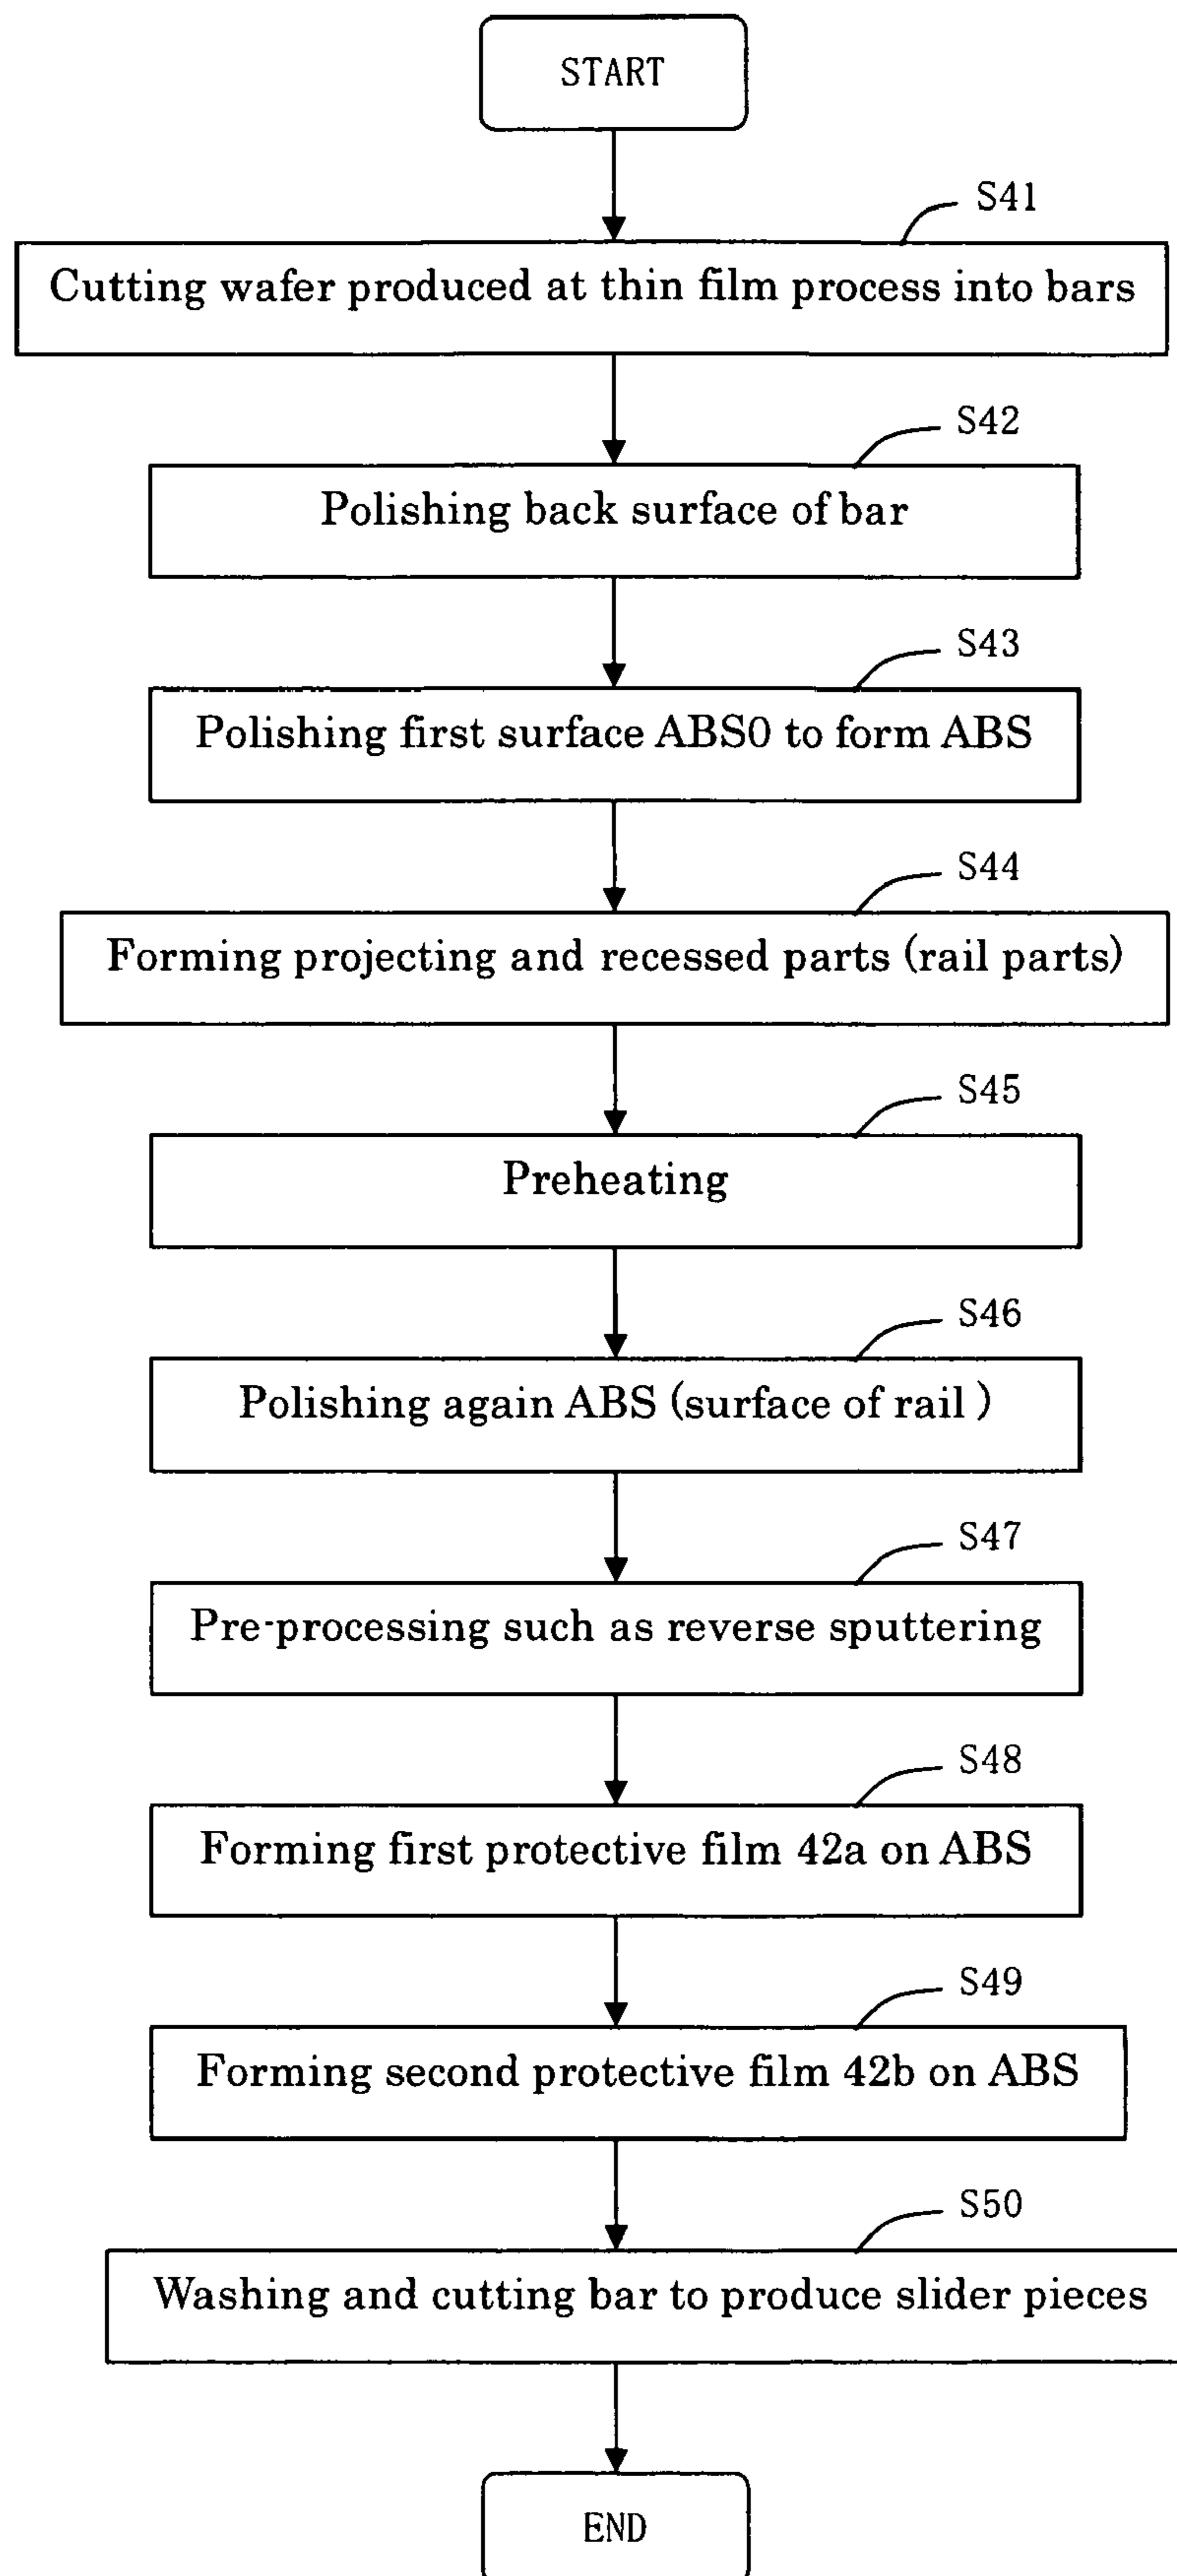 START
S41
Cutting wafer produced at thin film process into bars
S42
Polishing back surface of bar
S43
Polishing first surface ABS0 to form ABS
S44
Forming projecting and recessed parts (rail parts)
S45
Preheating
S46
Polishing again ABS (surface of rail )
S47
Pre-processing such as reverse sputtering
S48
Forming first protective film 42a on ABS
S49
Forming second protective film 42b on ABS
S50
Washing and cutting bar to produce slider pieces
END